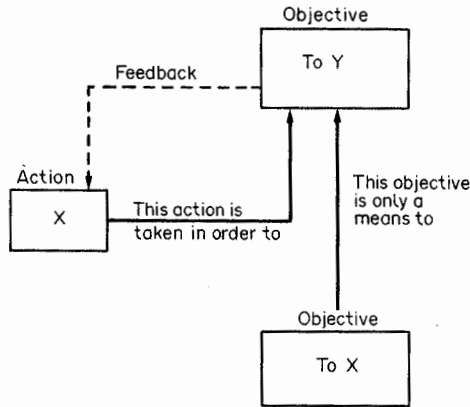 Objective
To Y
Feedback
Action
X
This action is
taken in order to
This objective
is only a
means to
Objective
To X